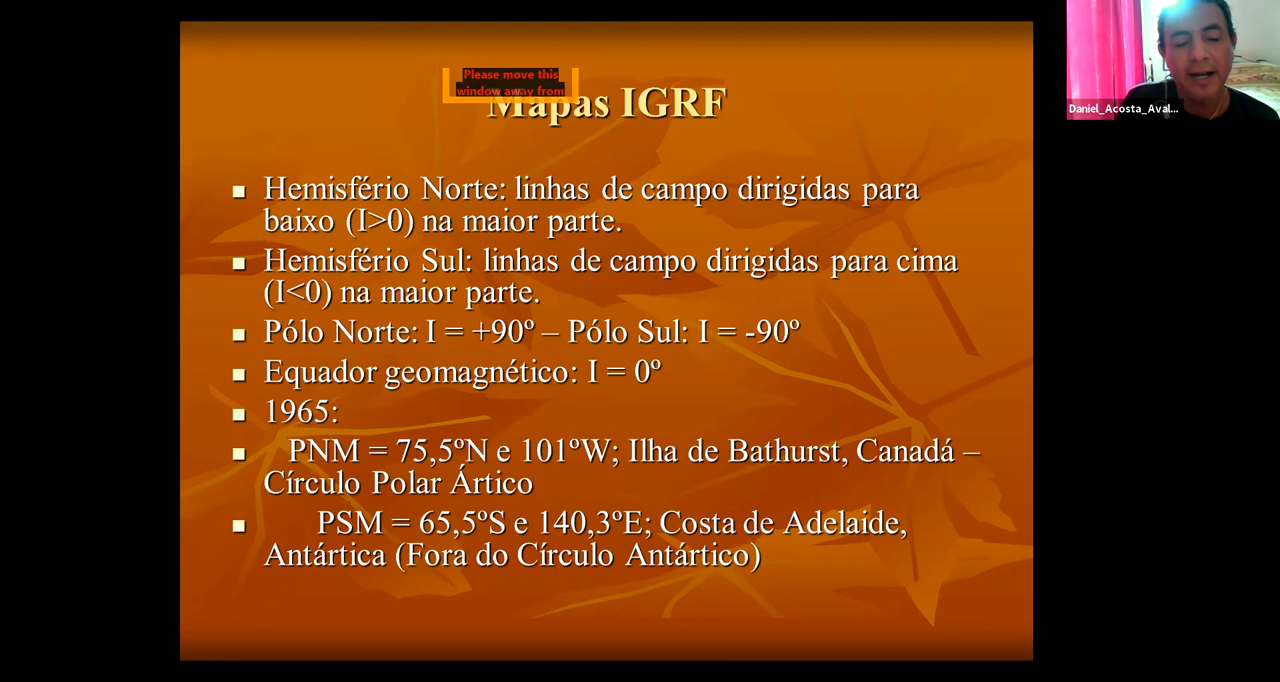 Please move this
window away from
Mapas IGRF
Hemisfério Norte: linhas de campo dirigidas para
baixo (I>0) na maior parte.
Hemisfério Sul: linhas de campo dirigidas para cima
(I<0) na maior parte.
Pólo Norte: I = +90º – Pólo Sul: I = -90º
Equador geomagnético: I = 0º
1965:
PNM = 75,5ºN e 101ºW; Ilha de Bathurst, Canadá –
Círculo Polar Ártico
PSM = 65,5ºS e 140,3ºE; Costa de Adelaide,
Antártica (Fora do Círculo Antártico)
Daniel_Acosta_Aval...